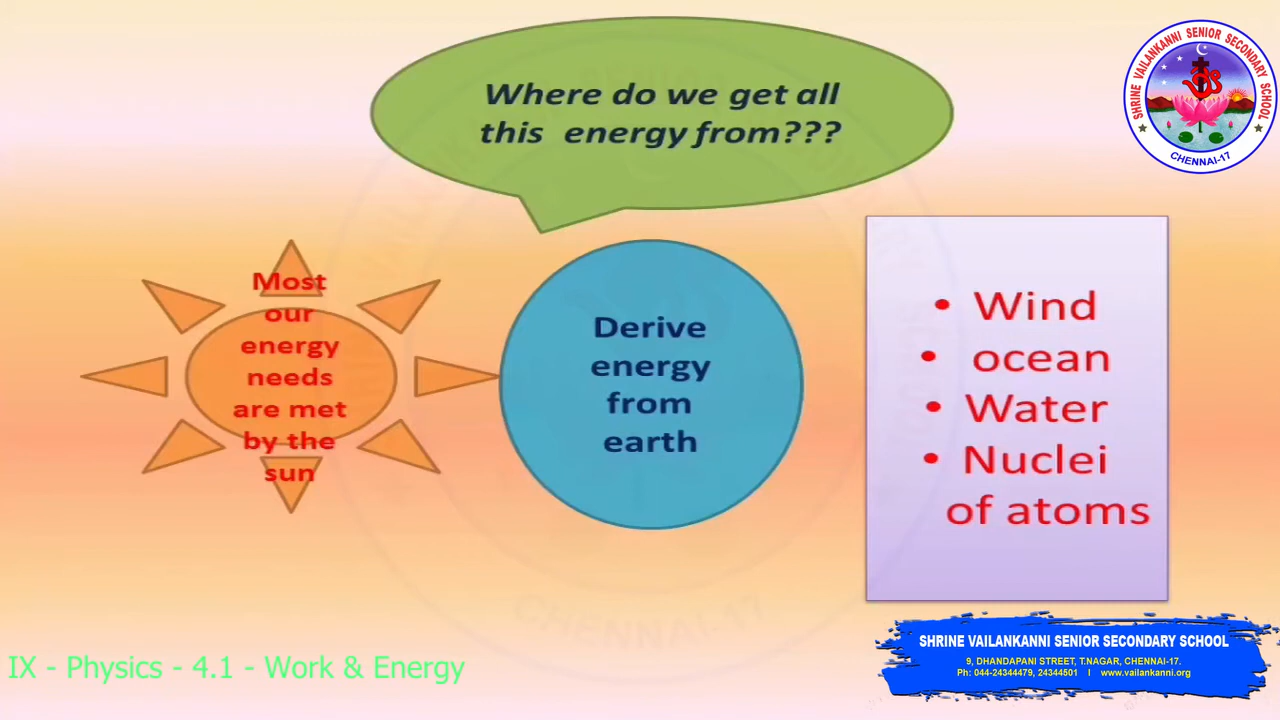 Where do we get all
this energy from???
SHRINE VAILANKANNI SENIOR SECONDARY SCHOOL
CHENNAI-17
Most
our
energy
needs
are met
by the
sun
Derive
energy
from
earth
• Wind
• ocean
• Water
• Nuclei
of atoms
CHENNAI-17
IX - Physics - 4.1 - Work & Energy
SHRINE VAILANKANNI SENIOR SECONDARY SCHOOL
9, DHANDAPANI STREET, T.NAGAR, CHENNAI-17.
Ph: 044-24344479, 24344501 I www.vailankanni.org